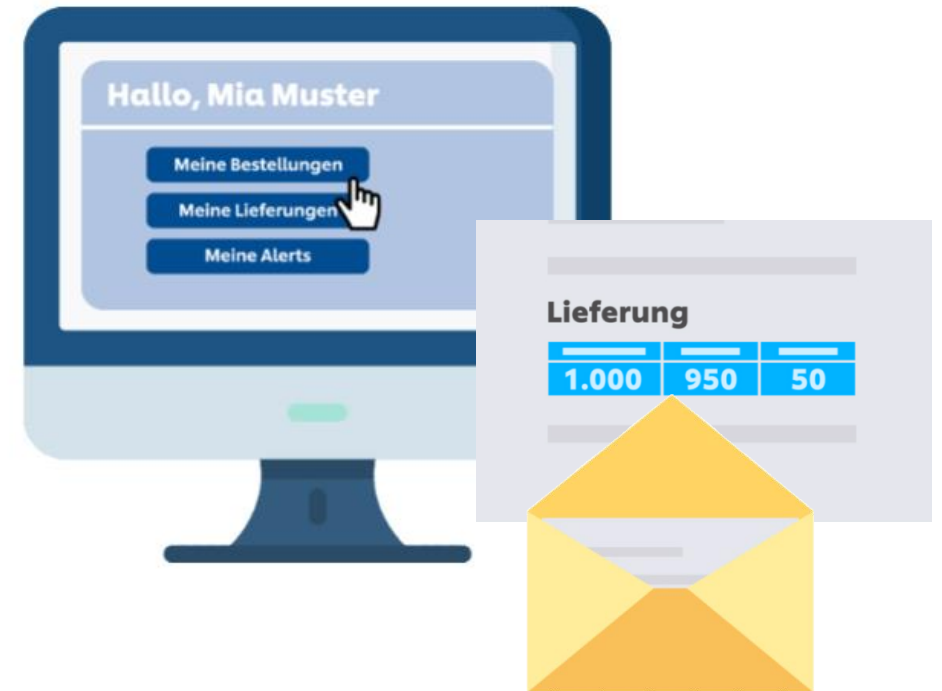 Hallo, Mia Muster
Meine Bestellungen
Meine Lieferungen
Meine Alerts
Lieferung
1.000 950 50